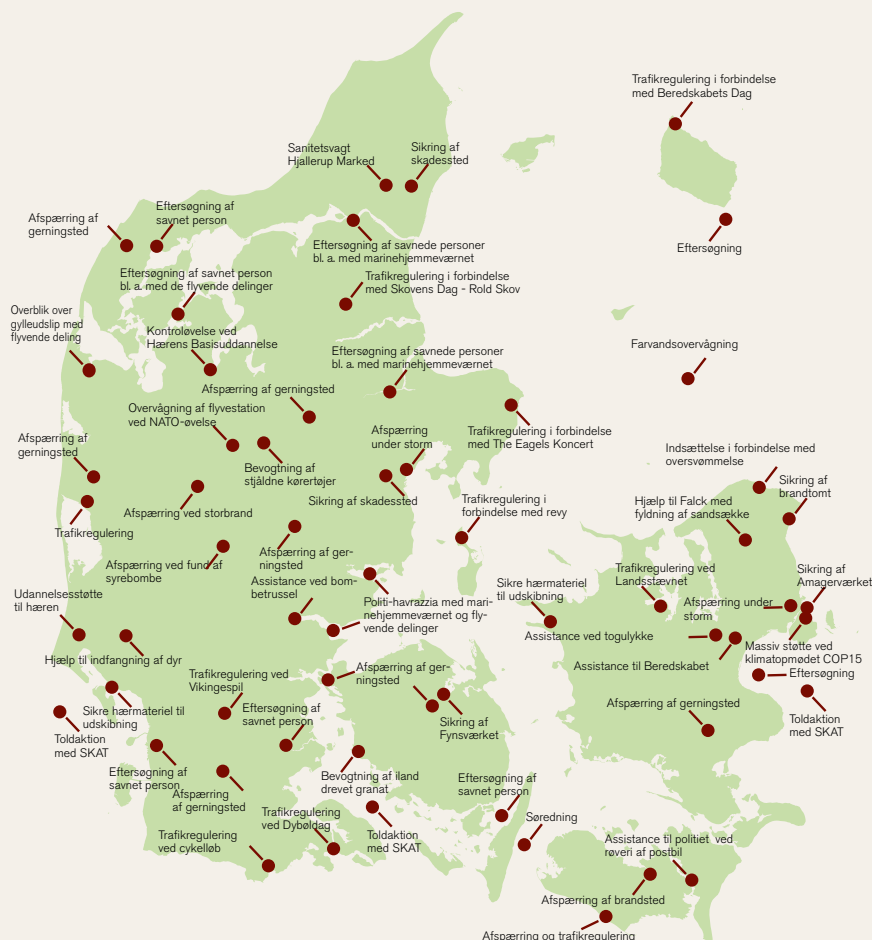 Trafikregulering i forbindelse
med Beredskabets Dag
Sanitetsvagt
Hjallerup Marked
Sikring af
skadessted
Afspærring af
gerningsted
Eftersøgning af
savnet person
Eftersøgning af savnede personer
bl. a. med marinehjemmeværnet
Eftersøgning
Eftersøgning af savnet person
bl. a. med de flyvende delinger
Trafikregulering i forbindelse
med Skovens Dag - Rold Skov
Overblik over
gylleudslip med
flyvende deling
Kontroløvelse ved
Hærens Basisuddannelse
Farvandsovervågning
Eftersøgning af savnede personer
bl. a. med marinehjemmeværnet
Afspærring af gerningsted
Overvågning af flyvestation
ved NATO-øvelse
Afspærring af
gerningsted
Afspærring
under storm
Trafikregulering i forbindelse
med The Eagels Koncert
Bevogtning af
stjåldne kørertøjer
Indsættelse i forbindelse med
oversvømmelse
Sikring af
brandtomt
Sikring af skadessted
Trafikregulering i
forbindelse med revy
Hjælp til Falck med
fyldning af sandsække
Afspærring ved storbrand
Trafikregulering
Afspærring af ger-
ningsted
Afspærring ved fund af
syrebombe
Assistance ved bom-
betrussel
Trafikregulering ved
Landsstævnet
Sikring af
Amagerværket
Sikre hærmateriel
til udskibning
Udannelsesstøtte
til hæren
Politi-havrazzia med mari-
nehjemmeværnet og fly-
vende delinger
Afspærring under
storm
Assistance ved togulykke
Massiv støtte ved
klimatopmødet COP15
Hjælp til indfangning af dyr
Assistance til Beredskabet
Eftersøgning
Trafikregulering ved
Vikingespil
Afspærring af ger-
ningsted
Sikre hærmateriel til
udskibning
Eftersøgning af
savnet person
Sikring af
Fynsværket
Afspærring af gerningsted
Toldaktion
med SKAT
Toldaktion
med SKAT
Eftersøgning af
savnet person
Bevogtning af iland
drevet granat
Eftersøgning af
savnet person
Afspærring
af gerningsted
Trafikregulering
ved Dybøldag
Søredning
Trafikregulering
ved cykelløb
Toldaktion
med SKAT
Assistance til politiet ved
røveri af postbil
Afspærring af brandsted
Afspærring og trafikregulering